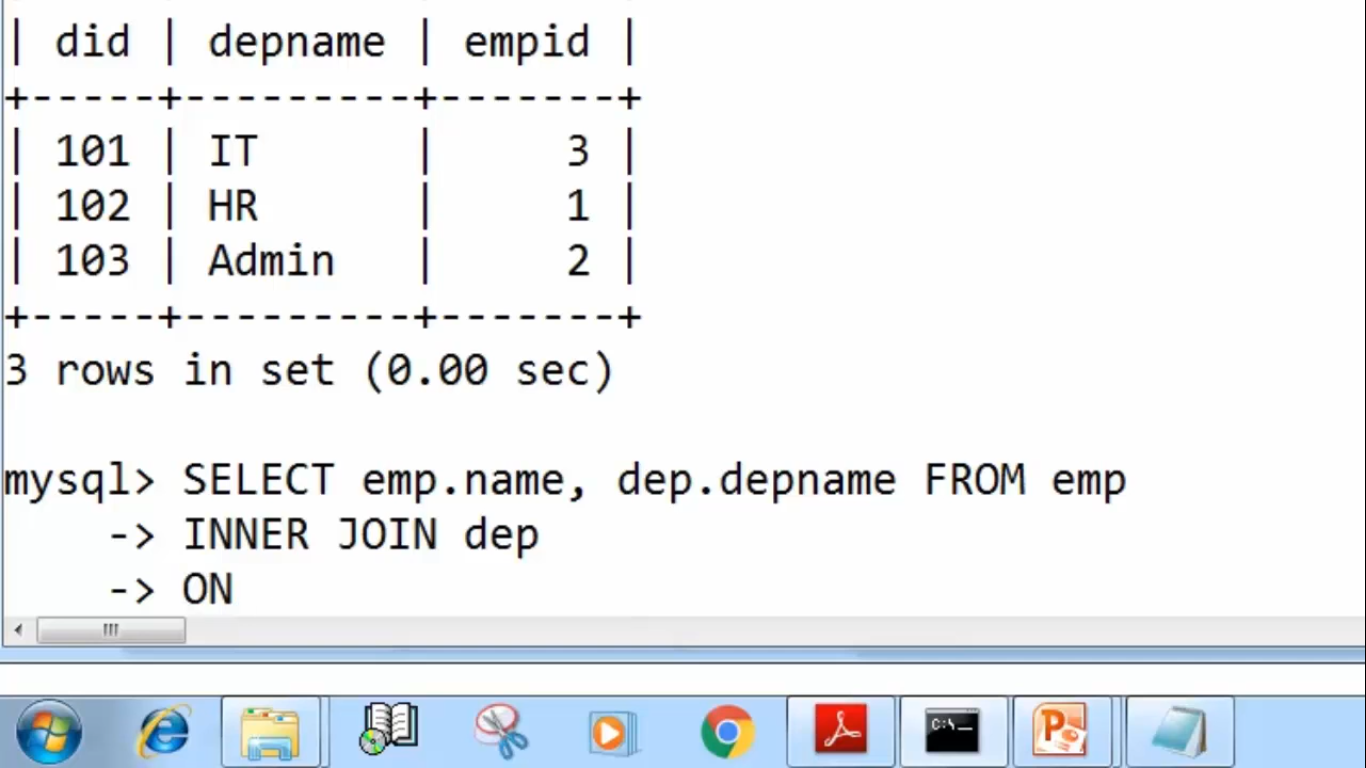 | did | depname | empid |
+-----+---------+-------+
| 101 | IT      |     3 |
| 102 | HR      |     1 |
| 103 | Admin   |     2 |
+-----+---------+-------+
3 rows in set (0.00 sec)
mysql> SELECT emp.name, dep.depname FROM emp
    -> INNER JOIN dep
    -> ON
C:\_